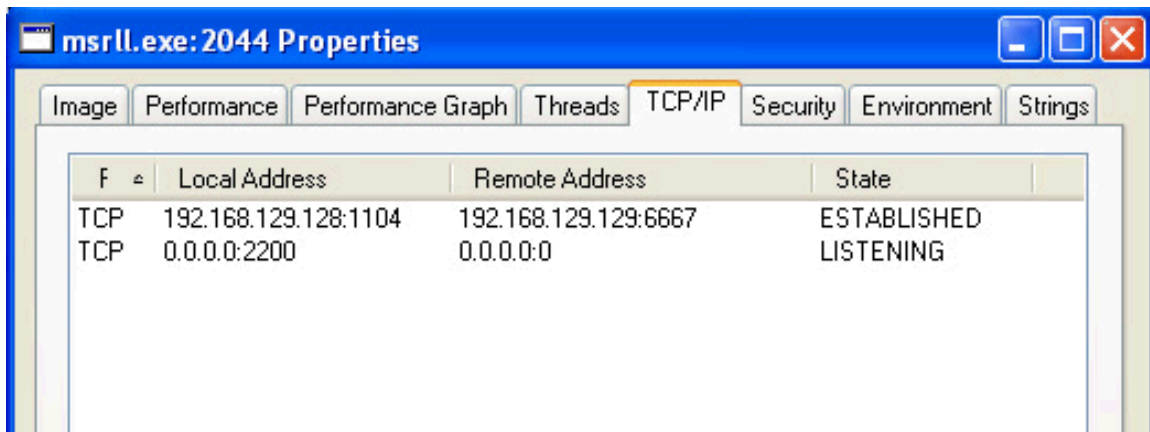 msrll.exe:2044 Properties
Image Performance Performance Graph Threads TCP/IP Security Environment Strings
F Local Address Remote Address State
TCP 192.168.129.128:1104 192.168.129.129:6667 ESTABLISHED
TCP 0.0.0.0:2200 0.0.0.0:0 LISTENING